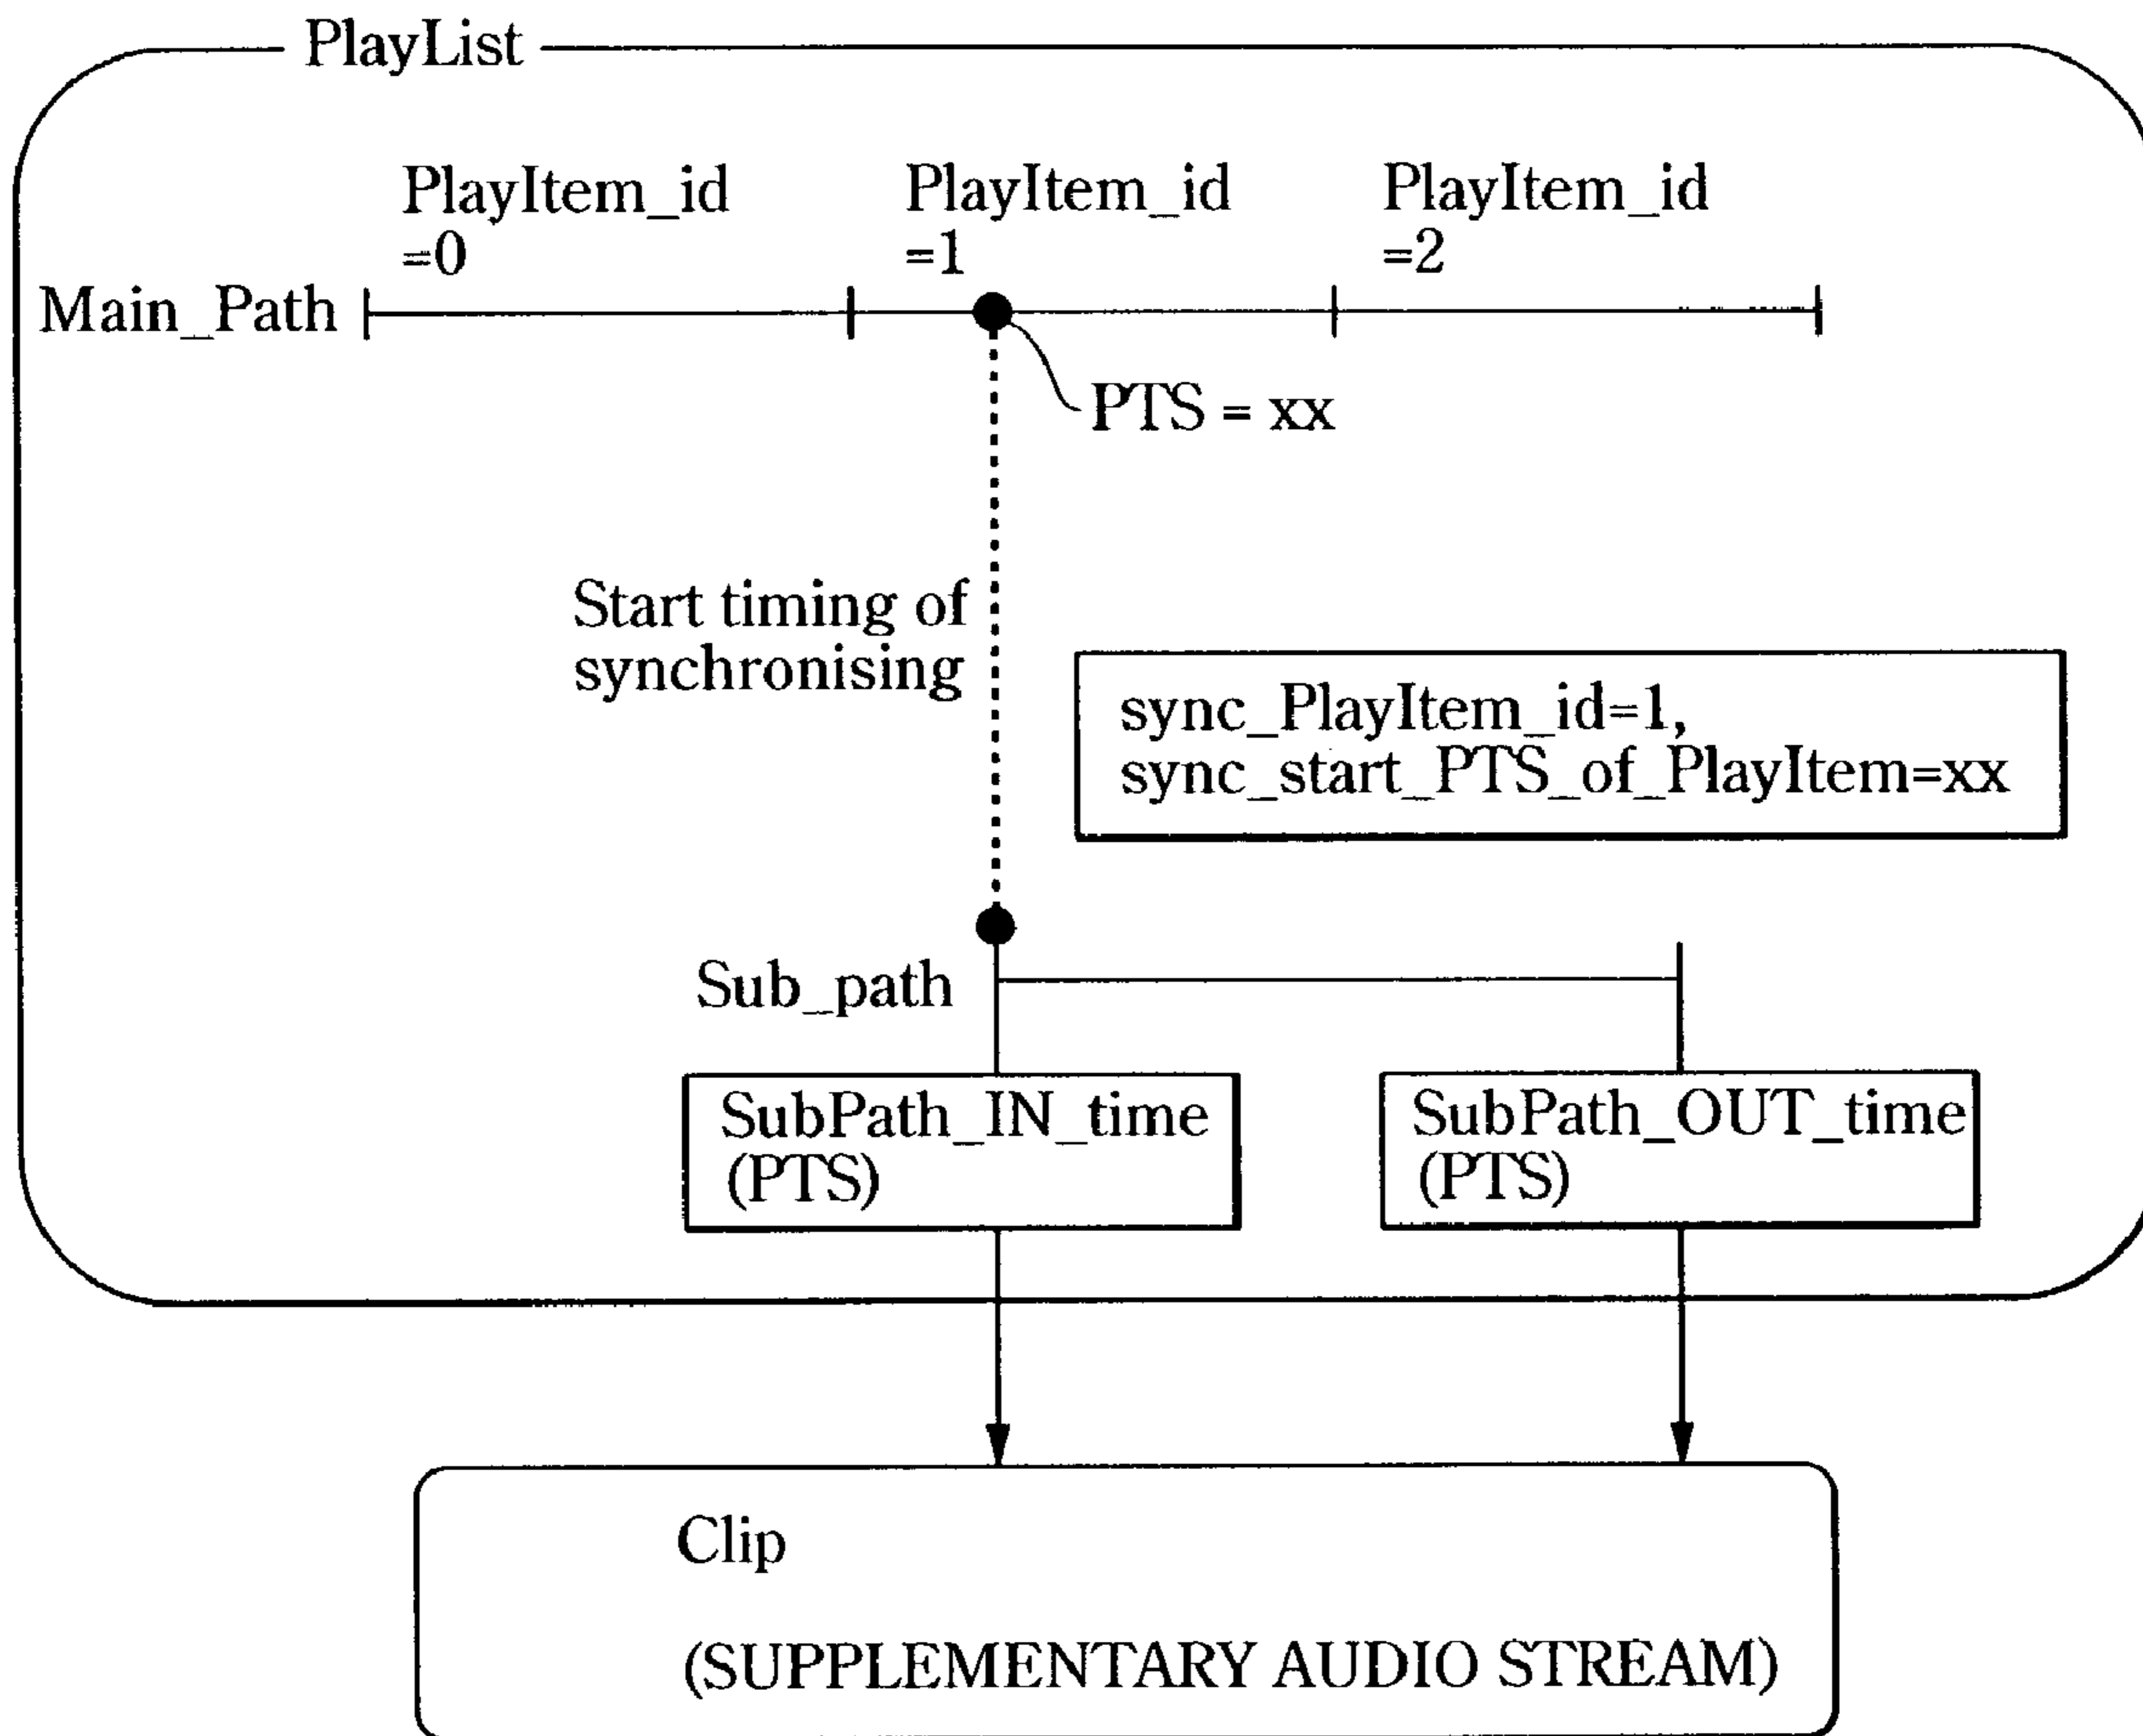 PlayList
PlayItem_id
=0
PlayItem_id
=1
PlayItem_id
=2
Main_Path
PTS = xx
Start timing of
synchronising
sync_PlayItem_id=1,
sync_start_PTS_of_PlayItem=xx
Sub_path
SubPath_IN_time
(PTS)
SubPath_OUT_time
(PTS)
Clip
(SUPPLEMENTARY AUDIO STREAM)